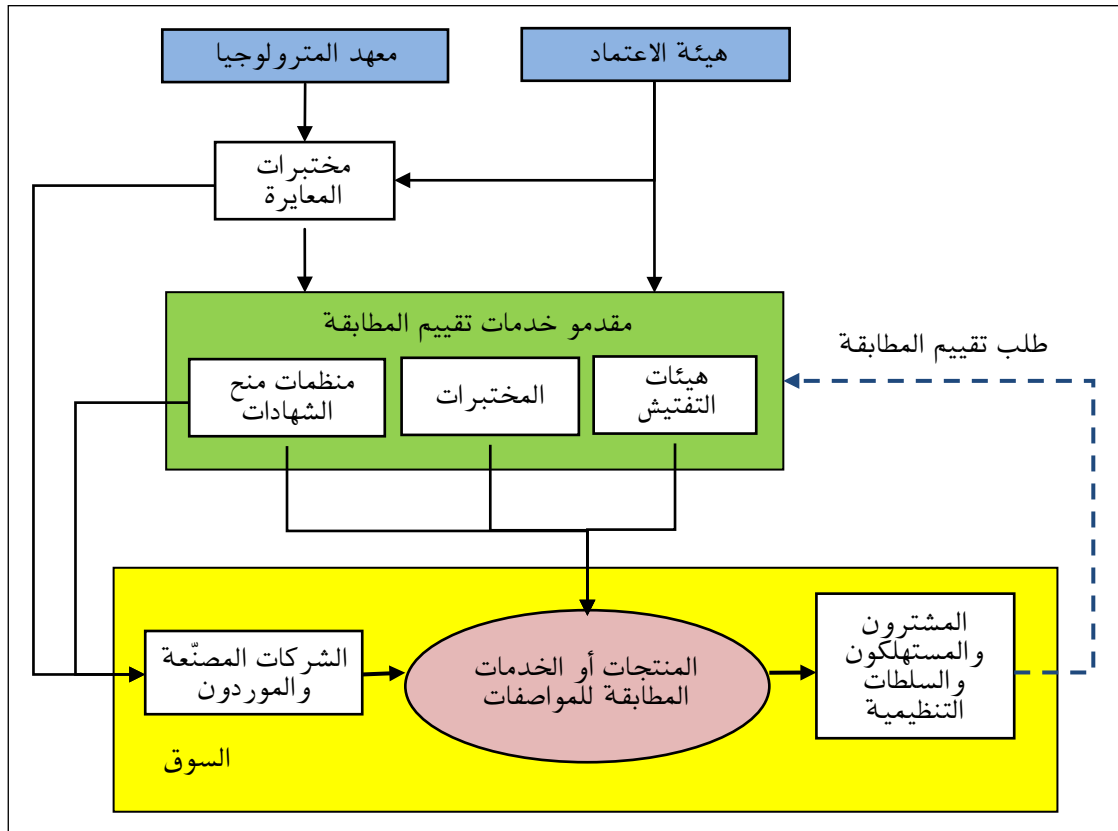 هيئة الاعتماد
معهد المترولوجيا
مختبرات
المعايرة
مقدمو خدمات تقييم المطابقة
هيئات
التفتيش
المختبرات
منظمات منح
الشهادات
طلب تقييم المطابقة
المشترون
والمستهلكون
والسلطات
التنظيمية
المنتجات أو الخدمات
المطابقة للمواصفات
الشركات المصنّعة
والموردون
السوق